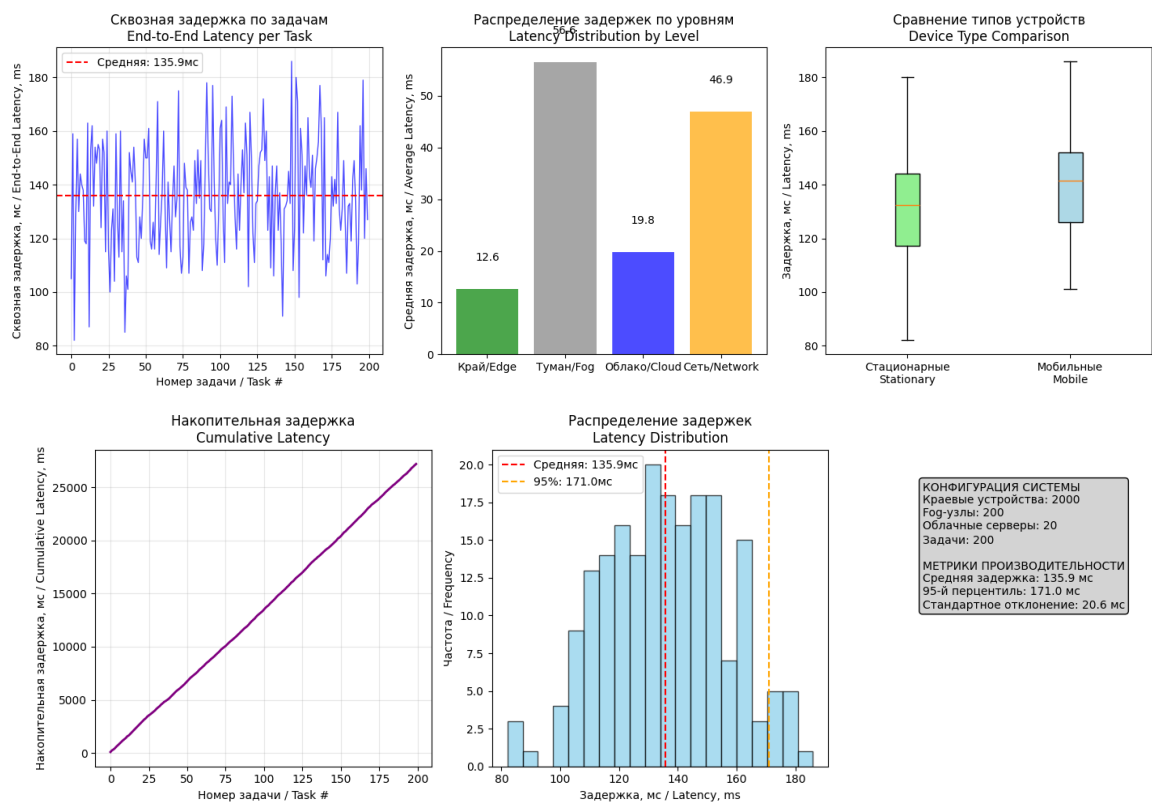 Сквозная задержка по задачам
End-to-End Latency per Task
Сквозная задержка, мс / End-to-End Latency, ms
180
160
140
120
100
80
Средняя: 135.9мс
0
25
50
75
100
125
150
175
200
Номер задачи / Task #
Распределение задержек по уровням
Latency Distribution by Level
Средняя задержка, мс / Average Latency, ms
50
40
30
20
10
0
12.6
56.6
19.8
46.9
Край/Edge
Туман/Fog
Облако/Cloud
Сеть/Network
Сравнение типов устройств
Device Type Comparison
Задержка, мс / Latency, ms
180
160
140
120
100
80
Стационарные
Stationary
Мобильные
Mobile
Накопительная задержка
Cumulative Latency
Накопительная задержка, мс / Cumulative Latency, ms
25000
20000
15000
10000
5000
0
0
25
50
75
100
125
150
175
200
Номер задачи / Task #
Распределение задержек
Latency Distribution
Частота / Frequency
20.0
17.5
15.0
12.5
10.0
7.5
5.0
2.5
0.0
Средняя: 135.9мс
95%: 171.0мс
80
100
120
140
160
180
Задержка, мс / Latency, ms
КОНФИГУРАЦИЯ СИСТЕМЫ
Краевые устройства: 2000
Fog-узлы: 200
Облачные серверы: 20
Задачи: 200
МЕТРИКИ ПРОИЗВОДИТЕЛЬНОСТИ
Средняя задержка: 135.9 мс
95-й перцентиль: 171.0 мс
Стандартное отклонение: 20.6 мс